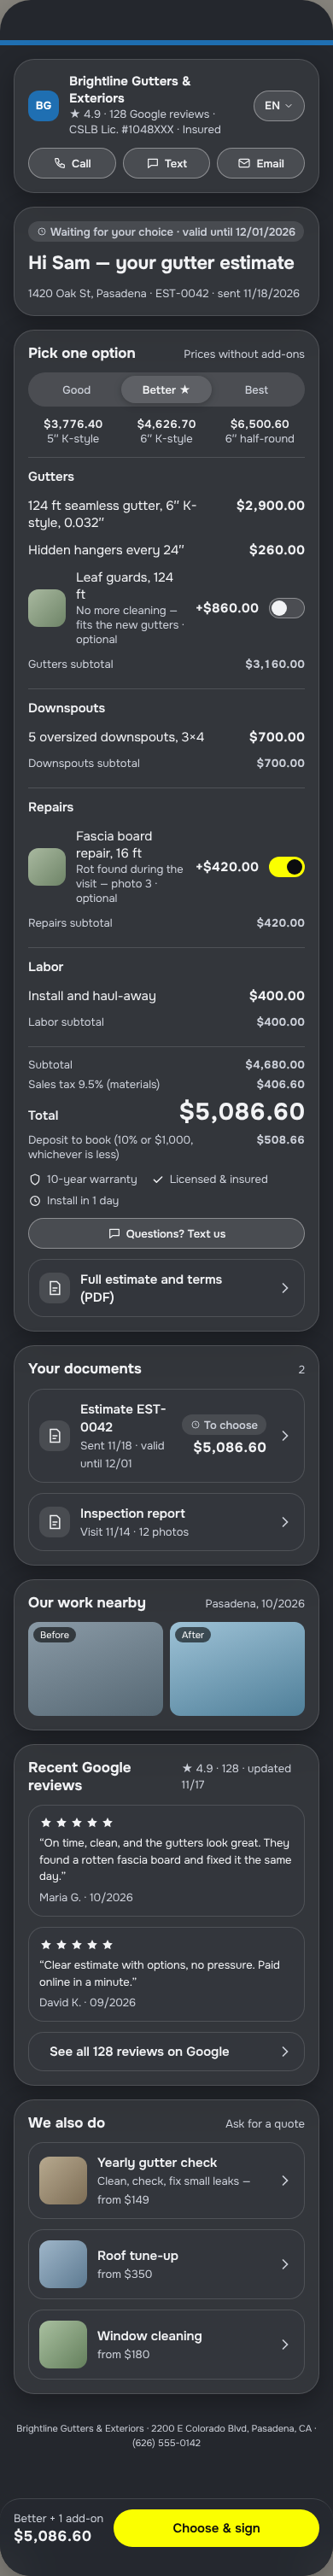 BG
Brightline Gutters &
Exteriors
★ 4.9 · 128 Google reviews ·
CSLB Lic. #1048XXX · Insured
EN
Call
Text
Email
Waiting for your choice · valid until 12/01/2026
Hi Sam — your gutter estimate
1420 Oak St, Pasadena · EST-0042 · sent 11/18/2026
Pick one option
Prices without add-ons
Good
Better ★
Best
$3,776.40
$4,626.70
$6,500.60
5″ K-style
6″ K-style
6″ half-round
Gutters
124 ft seamless gutter, 6″ K-
style, 0.032″
$2,900.00
Hidden hangers every 24″
$260.00
Leaf guards, 124
ft
No more cleaning —
fits the new gutters ·
optional
+$860.00
Gutters subtotal
$3,160.00
Downspouts
5 oversized downspouts, 3×4
$700.00
Downspouts subtotal
$700.00
Repairs
Fascia board
repair, 16 ft
Rot found during the
visit — photo 3 ·
optional
+$420.00
Repairs subtotal
$420.00
Labor
Install and haul-away
$400.00
Labor subtotal
$400.00
Subtotal
$4,680.00
Sales tax 9.5% (materials)
$406.60
Total
$5,086.60
Deposit to book (10% or $1,000,
whichever is less)
$508.66
10-year warranty
Licensed & insured
Install in 1 day
Questions? Text us
Full estimate and terms
(PDF)
Your documents
2
Estimate EST-
0042
Sent 11/18 · valid
until 12/01
To choose
$5,086.60
Inspection report
Visit 11/14 · 12 photos
Our work nearby
Pasadena, 10/2026
Before
After
Recent Google
reviews
★ 4.9 · 128 · updated
11/17
★ ★ ★ ★ ★
“On time, clean, and the gutters look great. They
found a rotten fascia board and fixed it the same
day.”
Maria G. · 10/2026
★ ★ ★ ★ ★
“Clear estimate with options, no pressure. Paid
online in a minute.”
David K. · 09/2026
See all 128 reviews on Google
We also do
Ask for a quote
Yearly gutter check
Clean, check, fix small leaks —
from $149
Roof tune-up
from $350
Window cleaning
from $180
Brightline Gutters & Exteriors · 2200 E Colorado Blvd, Pasadena, CA ·
(626) 555-0142
Better + 1 add-on
$5,086.60
Choose & sign